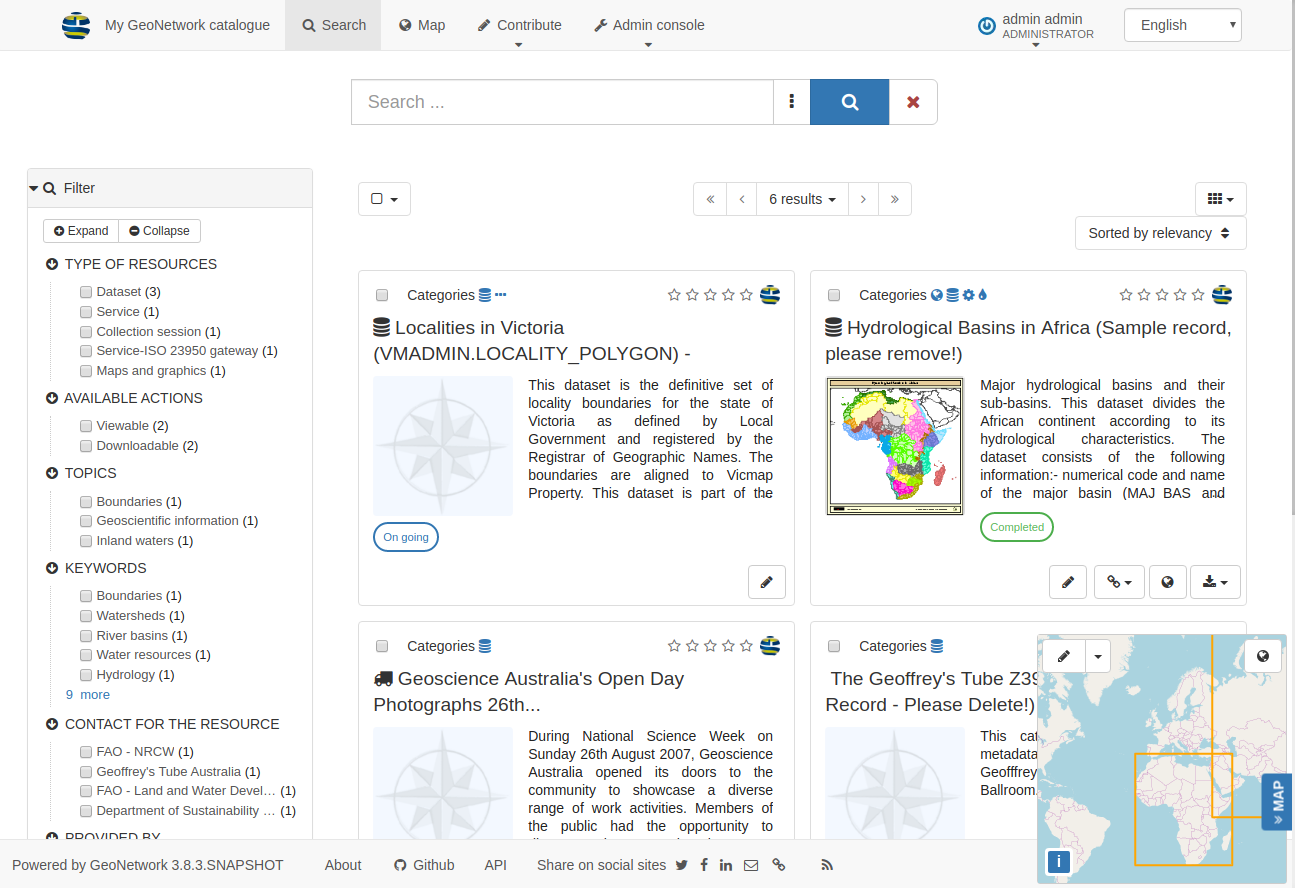 My GeoNetwork catalogue
Search
Map
Contribute
Admin console
admin admin
ADMINISTRATOR
English
Search ...
Filter
Expand
Collapse
TYPE OF RESOURCES
Dataset (3)
Service (1)
Collection session (1)
Service-ISO 23950 gateway (1)
Maps and graphics (1)
AVAILABLE ACTIONS
Viewable (2)
Downloadable (2)
TOPICS
Boundaries (1)
Geoscientific information (1)
Inland waters (1)
KEYWORDS
Boundaries (1)
Watersheds (1)
River basins (1)
Water resources (1)
Hydrology (1)
9 more
CONTACT FOR THE RESOURCE
FAO - NRCW (1)
Geoffrey's Tube Australia (1)
FAO - Land and Water Devel... (1)
Department of Sustainability ... (1)
PROVIDED BY
« ‹ 6 results › »
Sorted by relevancy
Categories
Localities in Victoria
(VMADMIN.LOCALITY_POLYGON) -
This dataset is the definitive set of
locality boundaries for the state of
Victoria as defined by Local
Government and registered by the
Registrar of Geographic Names. The
boundaries are aligned to Vicmap
Property. This dataset is part of the
On going
Categories
Hydrological Basins in Africa (Sample record,
please remove!)
Major hydrological basins and their
sub-basins. This dataset divides the
African continent according to its
hydrological characteristics. The
dataset consists of the following
information:- numerical code and name
of the major basin (MAJ BAS and
Completed
Categories
Geoscience Australia's Open Day
Photographs 26th...
During National Science Week on
Sunday 26th August 2007, Geoscience
Australia opened its doors to the
community to showcase a diverse
range of work activities. Members of
the public had the opportunity to
Categories
The Geoffrey's Tube Z39
Record - Please Delete!)
This cat
metadata
Geofffrey
Ballroom.
» MAP
i
Powered by GeoNetwork 3.8.3.SNAPSHOT
About
Github
API
Share on social sites